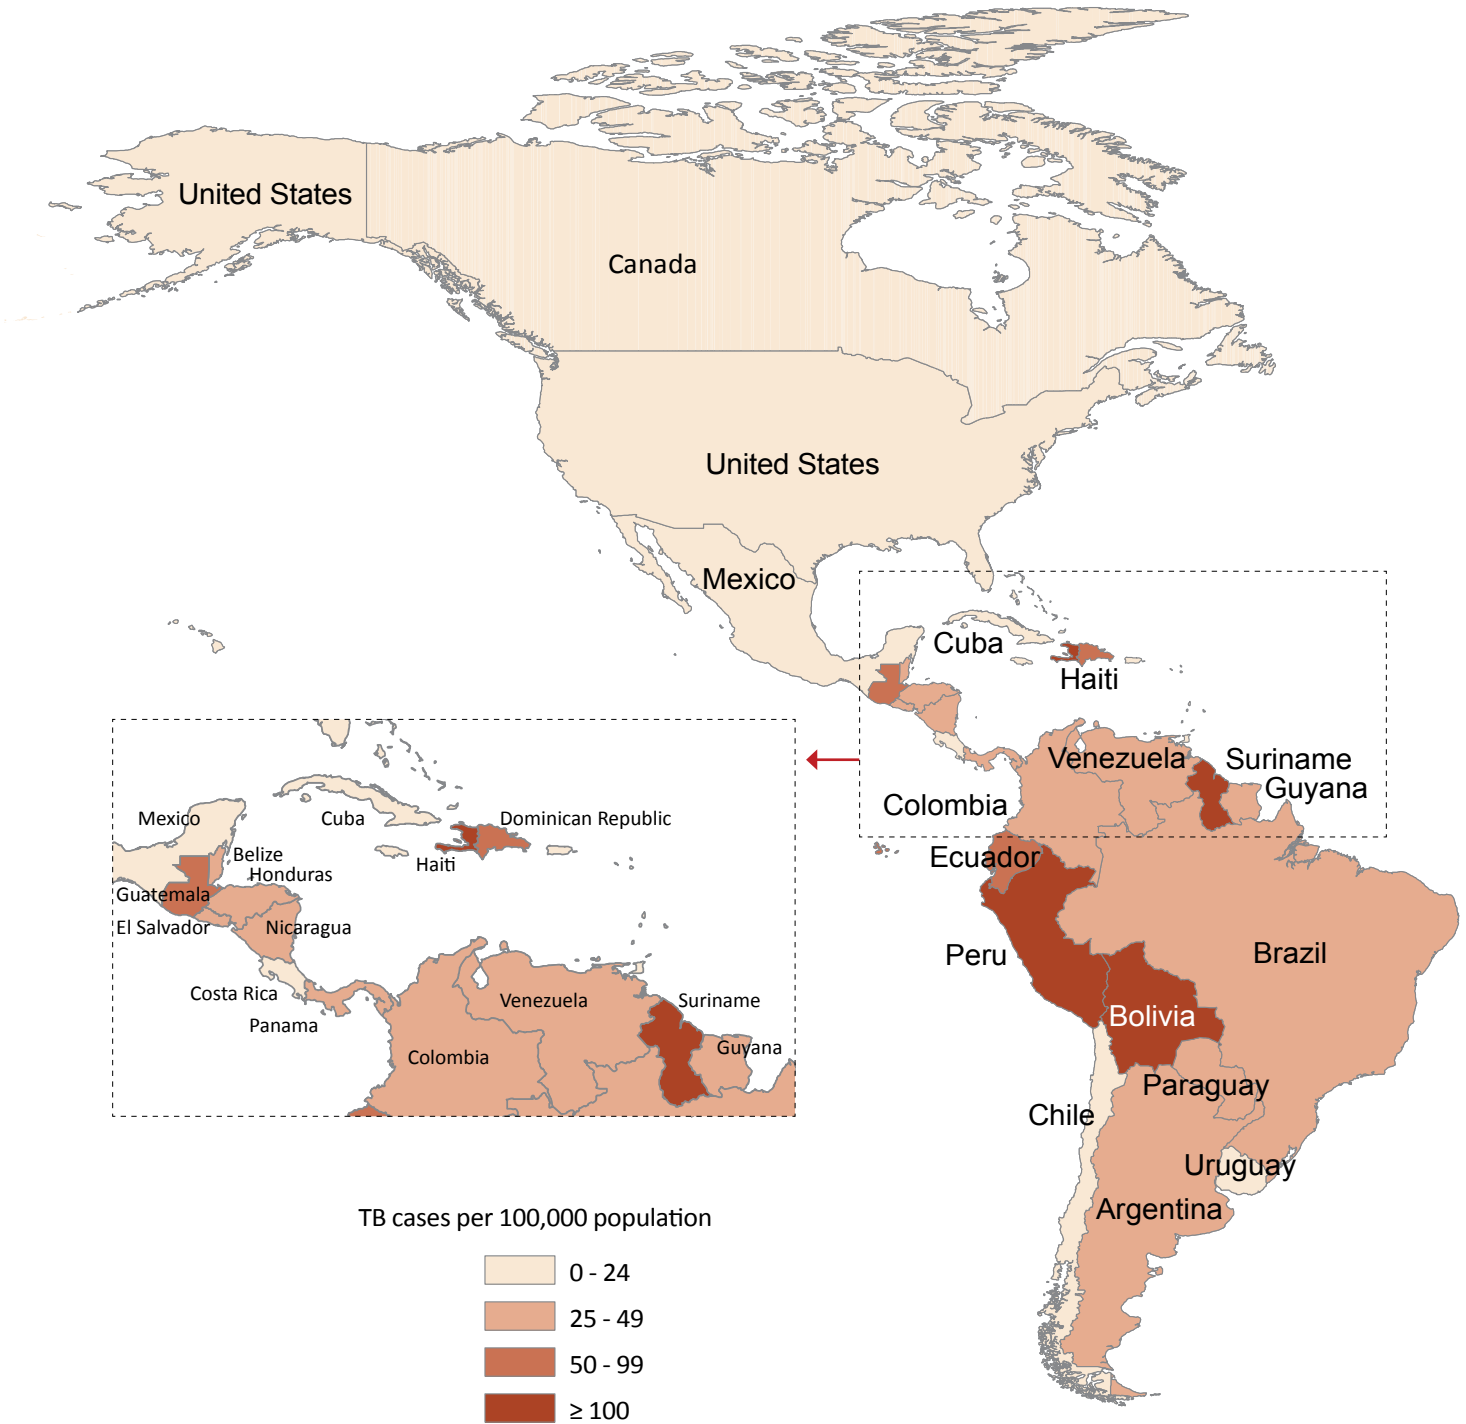 United States
Canada
United States
Mexico
Cuba
Haiti
Venezuela
Suriname
Guyana
Colombia
Ecuador
Peru
Brazil
Bolivia
Paraguay
Chile
Uruguay
Argentina
Mexico
Cuba
Dominican Republic
Haiti
Belize
Honduras
Guatemala
El Salvador
Nicaragua
Costa Rica
Panama
Venezuela
Suriname
Guyana
Colombia
TB cases per 100,000 population
0 - 24
25 - 49
50 - 99
≥ 100